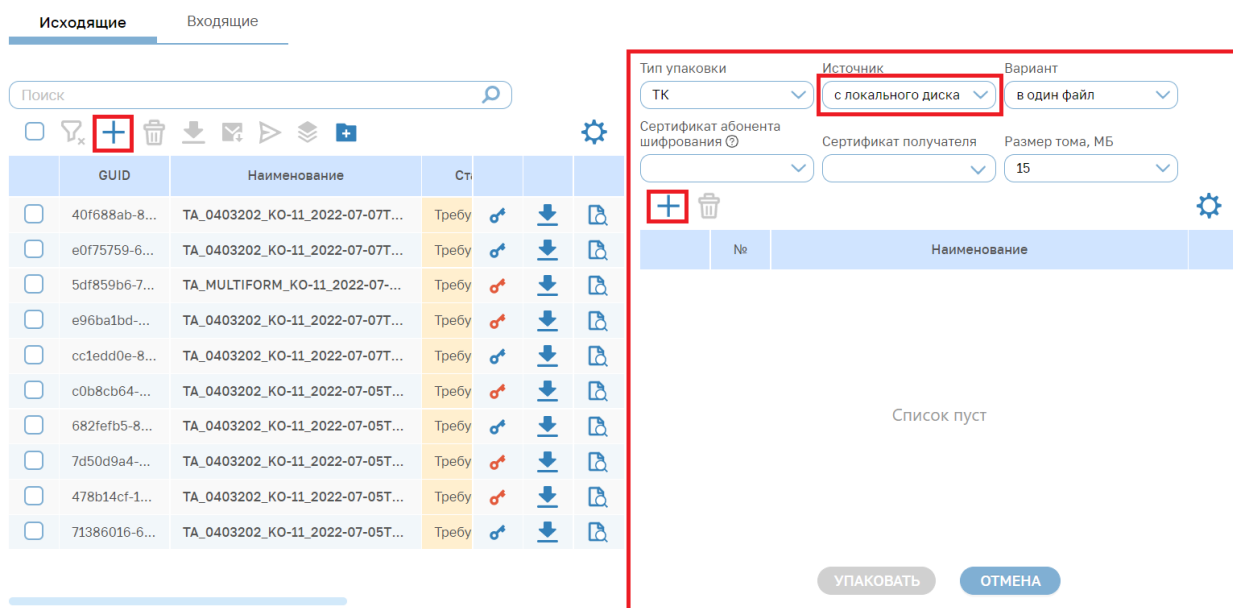 Исходящие Входящие
Поиск
GUID Наименование Ста
40f688ab-8... TA_0403202_KO-11_2022-07-07T... Требу
e0f75759-6... TA_0403202_KO-11_2022-07-07T... Требу
5df859b6-7... TA_MULTIFORM_KO-11_2022-07-... Требу
e96ba1bd-... TA_0403202_KO-11_2022-07-07T... Требу
cc1edd0e-8... TA_0403202_KO-11_2022-07-07T... Требу
c0b8cb64-... TA_0403202_KO-11_2022-07-05T... Требу
682fefb5-8... TA_0403202_KO-11_2022-07-05T... Требу
7d50d9a4-... TA_0403202_KO-11_2022-07-05T... Требу
478b14cf-1... TA_0403202_KO-11_2022-07-05T... Требу
71386016-6... TA_0403202_KO-11_2022-07-05T... Требу
Тип упаковки Источник Вариант
ТК с локального диска в один файл
Сертификат абонента
шифрования Сертификат получателя Размер тома, МБ
15
№ Наименование
Список пуст
УПАКОВАТЬ ОТМЕНА